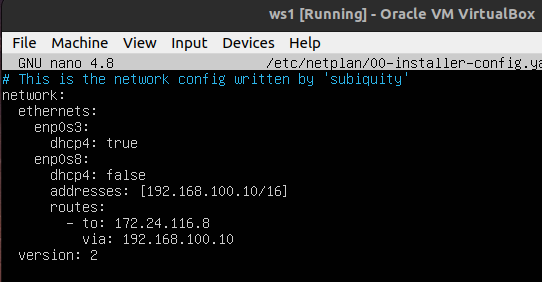 ws1 [Running] - Oracle VM VirtualBox
File Machine View Input Devices Help
GNU nano 4.8 /etc/netplan/00-installer-config.ya
# This is the network config written by 'subiquity'
network:
  ethernets:
    enp0s3:
      dhcp4: true
    enp0s8:
      dhcp4: false
      addresses: [192.168.100.10/16]
      routes:
        - to: 172.24.116.8
          via: 192.168.100.10
  version: 2